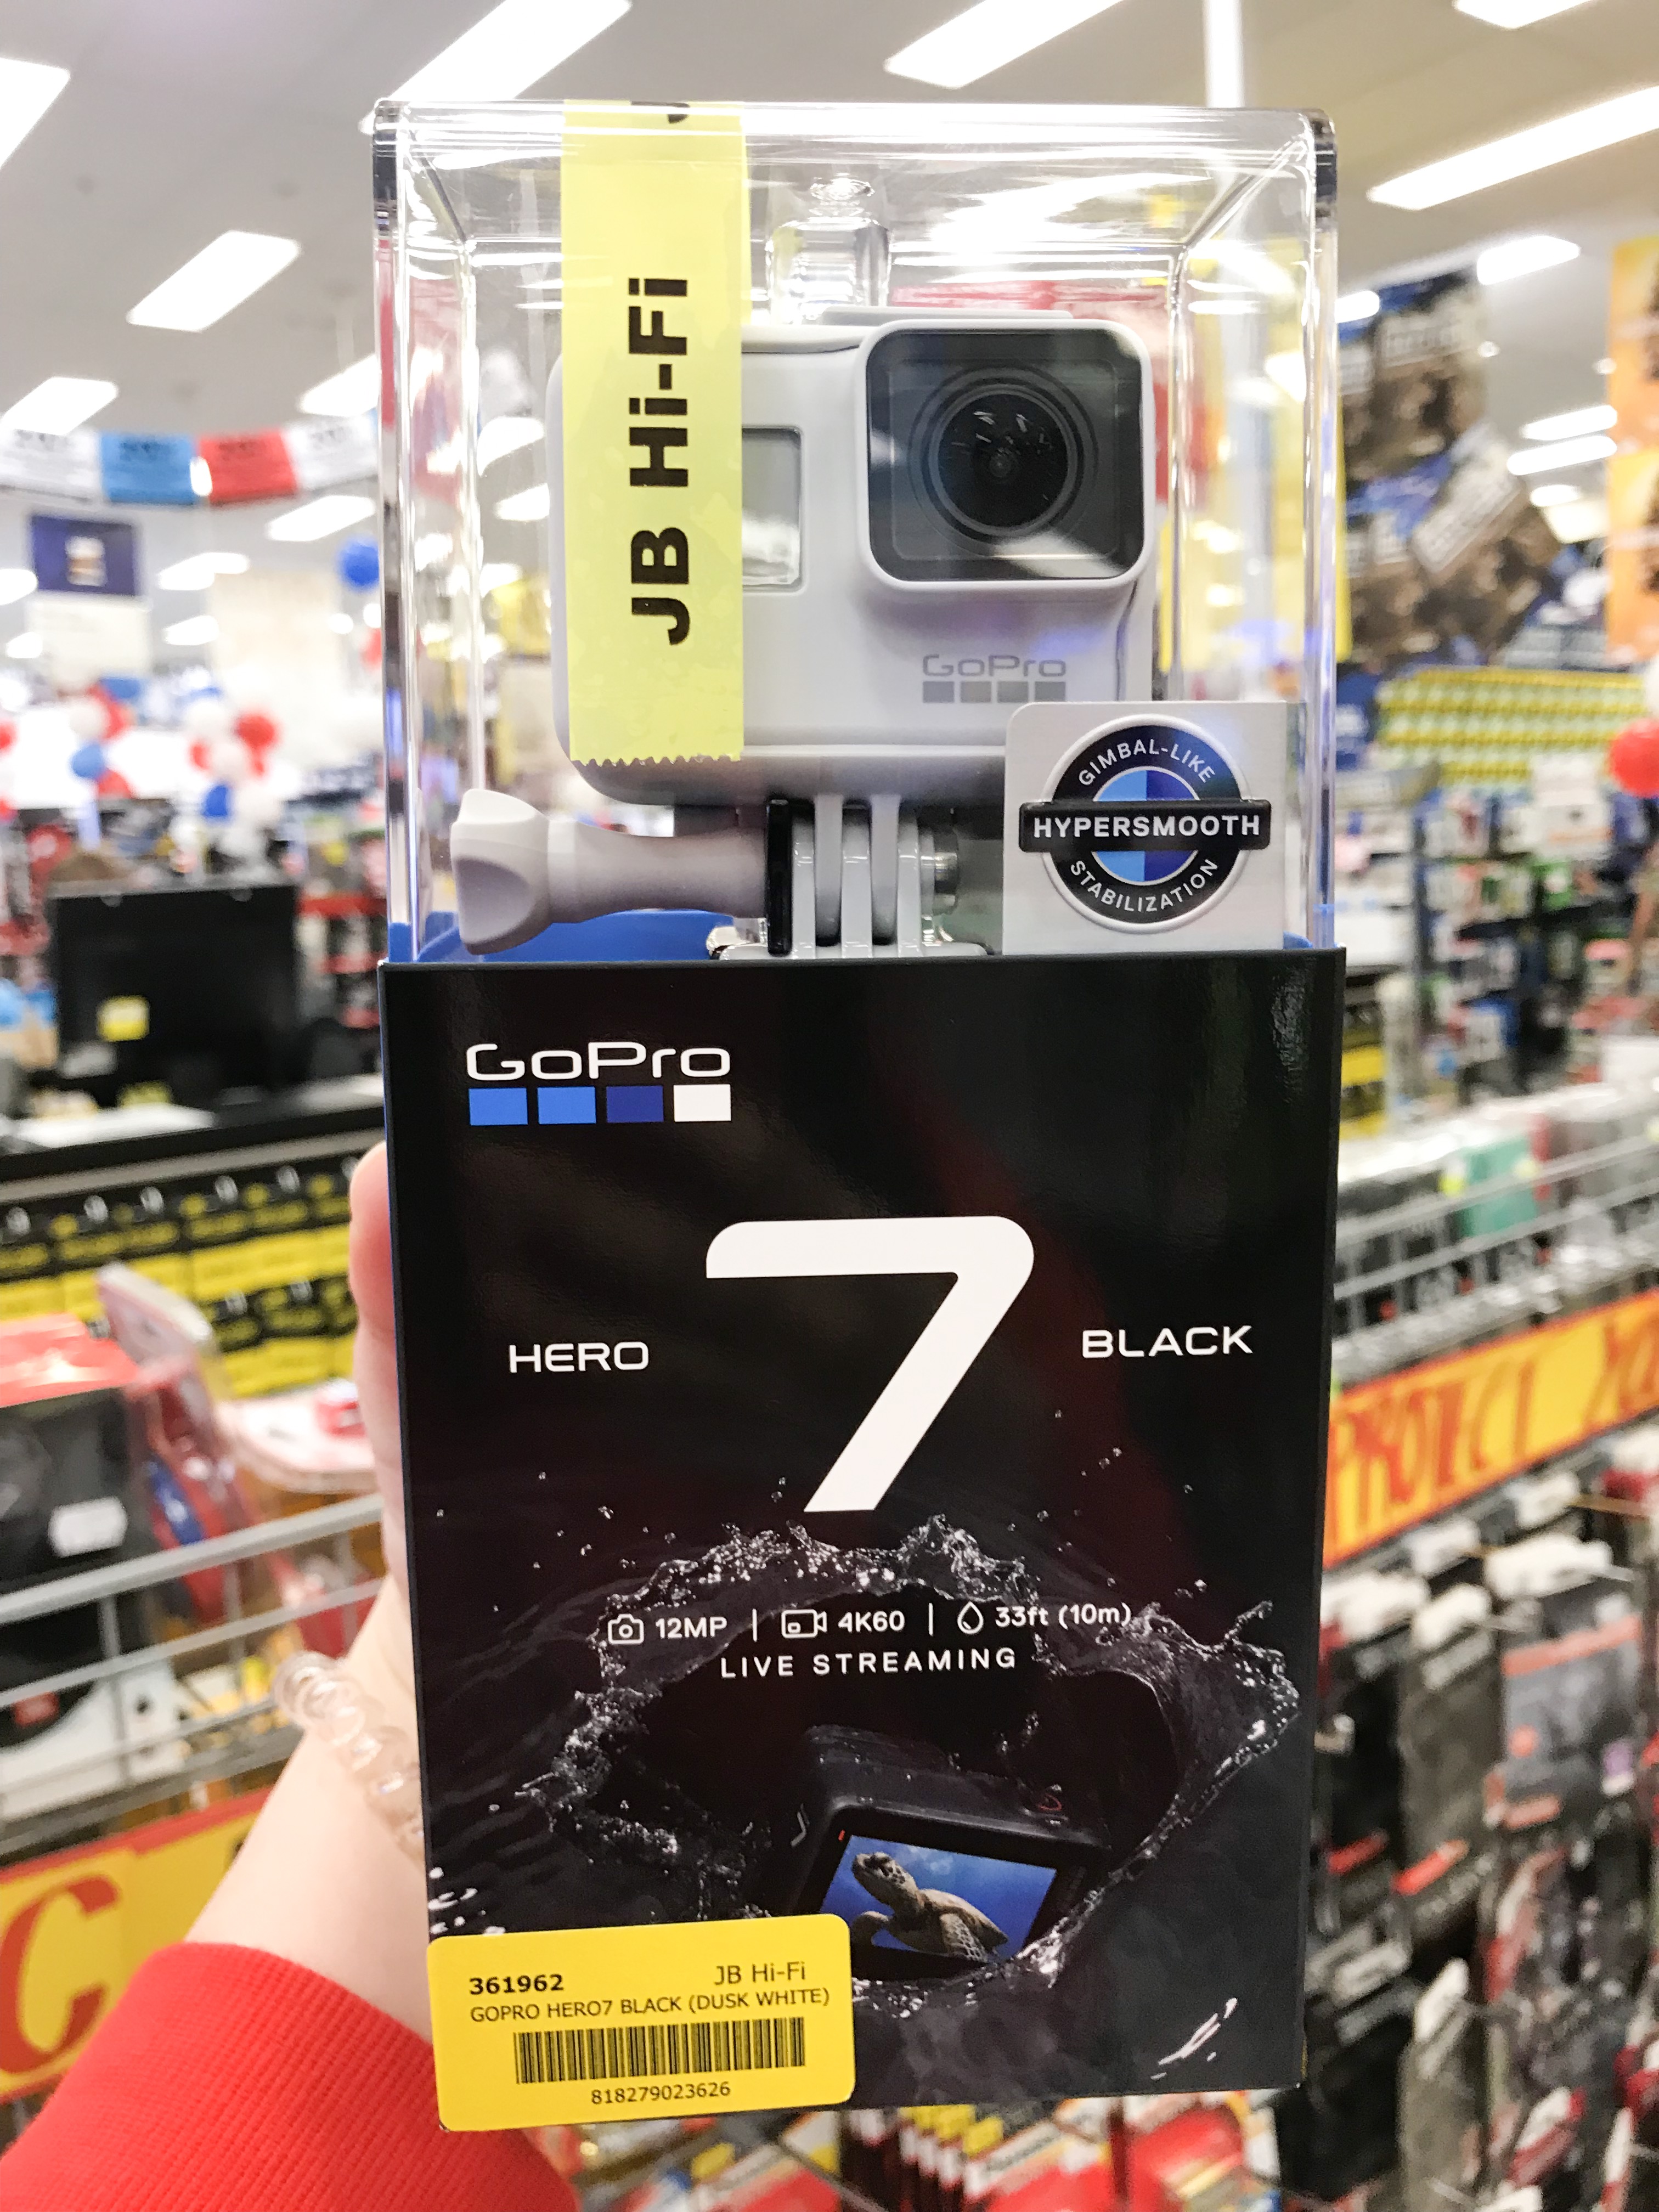 JB Hi-Fi
GoPro
GIMBAL-LIKE
HYPERSMOOTH
STABILIZATION
GoPro
HERO 7 BLACK
12MP | 4K60 | 33ft (10m)
LIVE STREAMING
361962 JB Hi-Fi
GOPRO HERO7 BLACK (DUSK WHITE)
818279023626
PROTECT
C